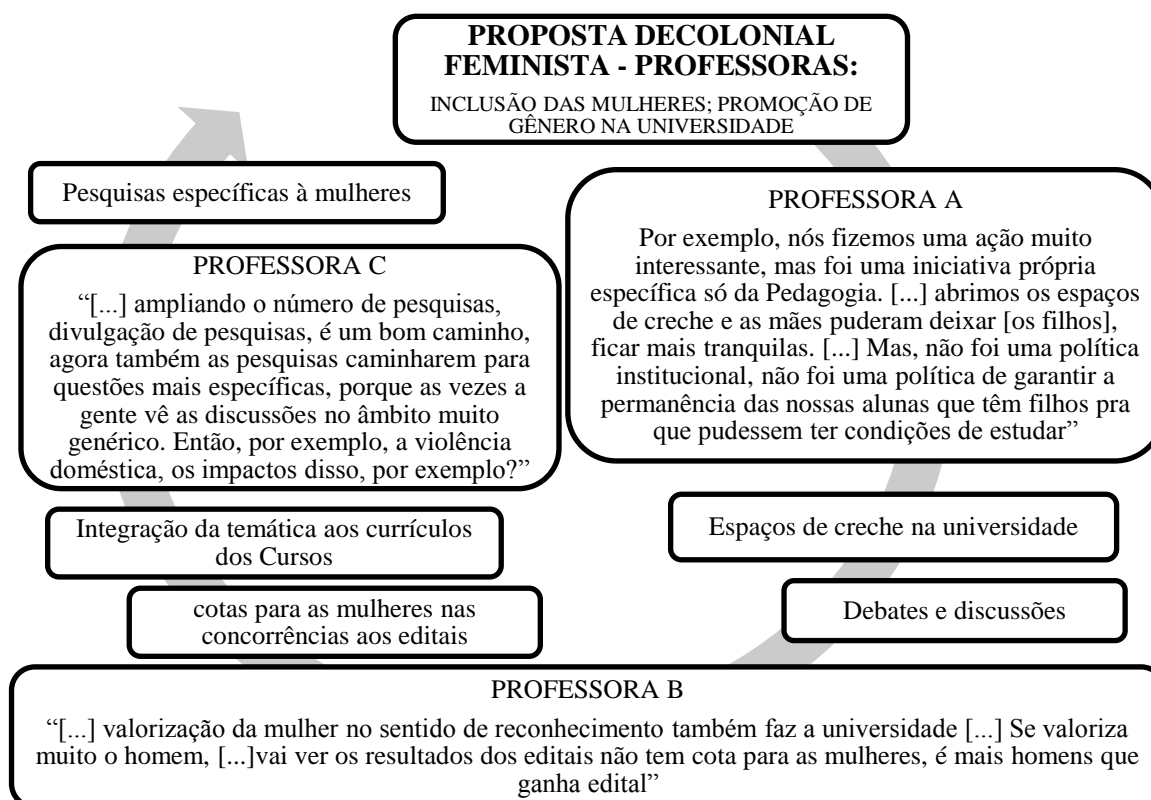 PROPOSTA DECOLONIAL
FEMINISTA - PROFESSORAS:
INCLUSÃO DAS MULHERES; PROMOÇÃO DE
GÊNERO NA UNIVERSIDADE
PROFESSORA A
Por exemplo, nós fizemos uma ação muito
interessante, mas foi uma iniciativa própria
específica só da Pedagogia. [...] abrimos os espaços
de creche e as mães puderam deixar [os filhos],
ficar mais tranquilas. [...] Mas, não foi uma política
institucional, não foi uma política de garantir a
permanência das nossas alunas que têm filhos pra
que pudessem ter condições de estudar”
Espaços de creche na universidade
Debates e discussões
PROFESSORA B
“[...] valorização da mulher no sentido de reconhecimento também faz a universidade [...] Se valoriza
muito o homem, [...]vai ver os resultados dos editais não tem cota para as mulheres, é mais homens que
ganha edital”
cotas para as mulheres nas
concorrências aos editais
Integração da temática aos currículos
dos Cursos
PROFESSORA C
“[...] ampliando o número de pesquisas,
divulgação de pesquisas, é um bom caminho,
agora também as pesquisas caminharem para
questões mais específicas, porque as vezes a
gente vê as discussões no âmbito muito
genérico. Então, por exemplo, a violência
doméstica, os impactos disso, por exemplo?”
Pesquisas específicas à mulheres